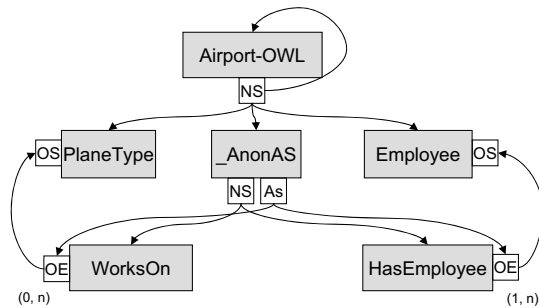 Airport-OWL
NS
OS PlaneType
_AnonAS
Employee OS
NS As
OE WorksOn
HasEmployee OE
(0, n)
(1, n)